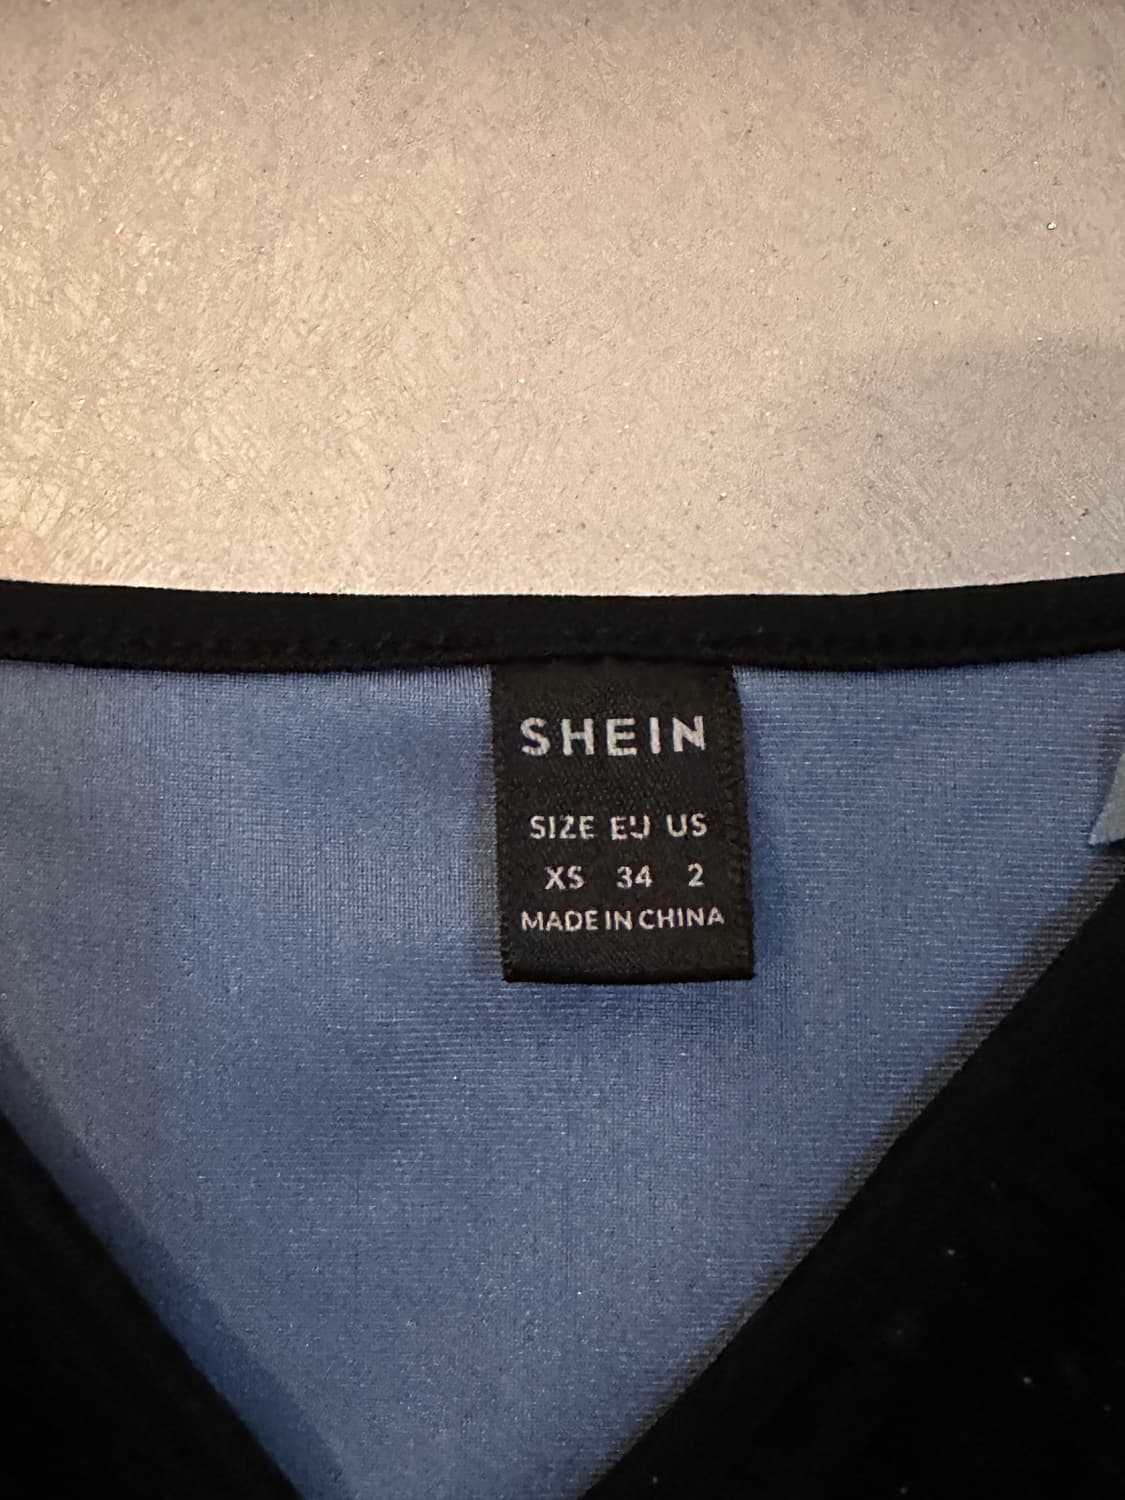 SHEIN
SIZE EU US
XS 34 2
MADE IN CHINA